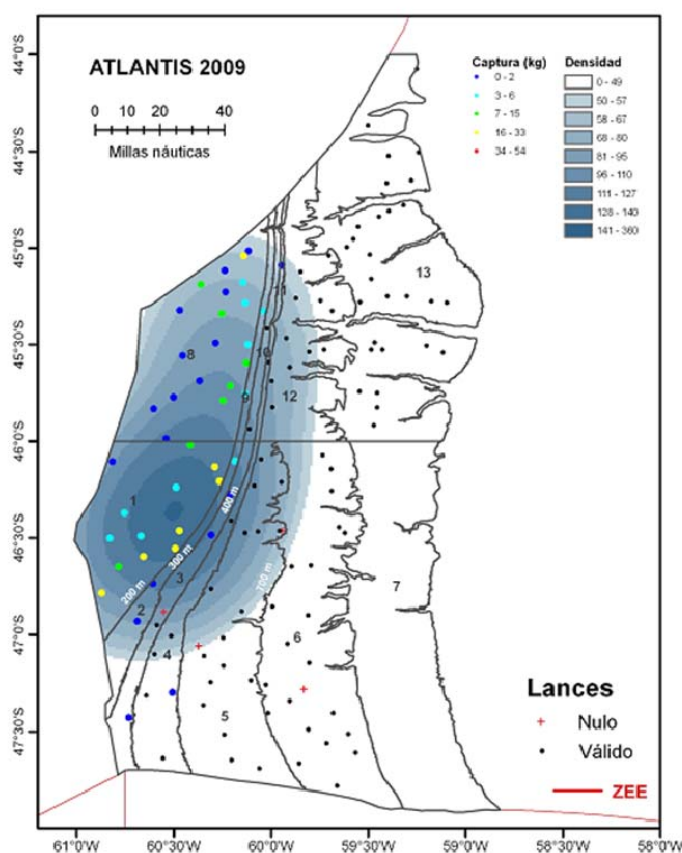 ATLANTIS 2009
0 5 10 20 30 40
Millas náuticas
Captura (kg)
0 - 2
3 - 6
7 - 15
16 - 33
34 - 54
Densidad
0 - 49
50 - 57
58 - 67
68 - 80
81 - 95
96 - 110
111 - 127
128 - 140
141 - 360
44°0'S
44°30'S
45°0'S
45°30'S
46°0'S
46°30'S
47°0'S
47°30'S
13
11
8
10
9
12
400 m
1
300 m
200 m
3
700 m
7
2
4
6
5
Lances
Nulo
Válido
ZEE
61°0'W
60°30'W
60°0'W
59°30'W
59°0'W
58°30'W
58°0'W